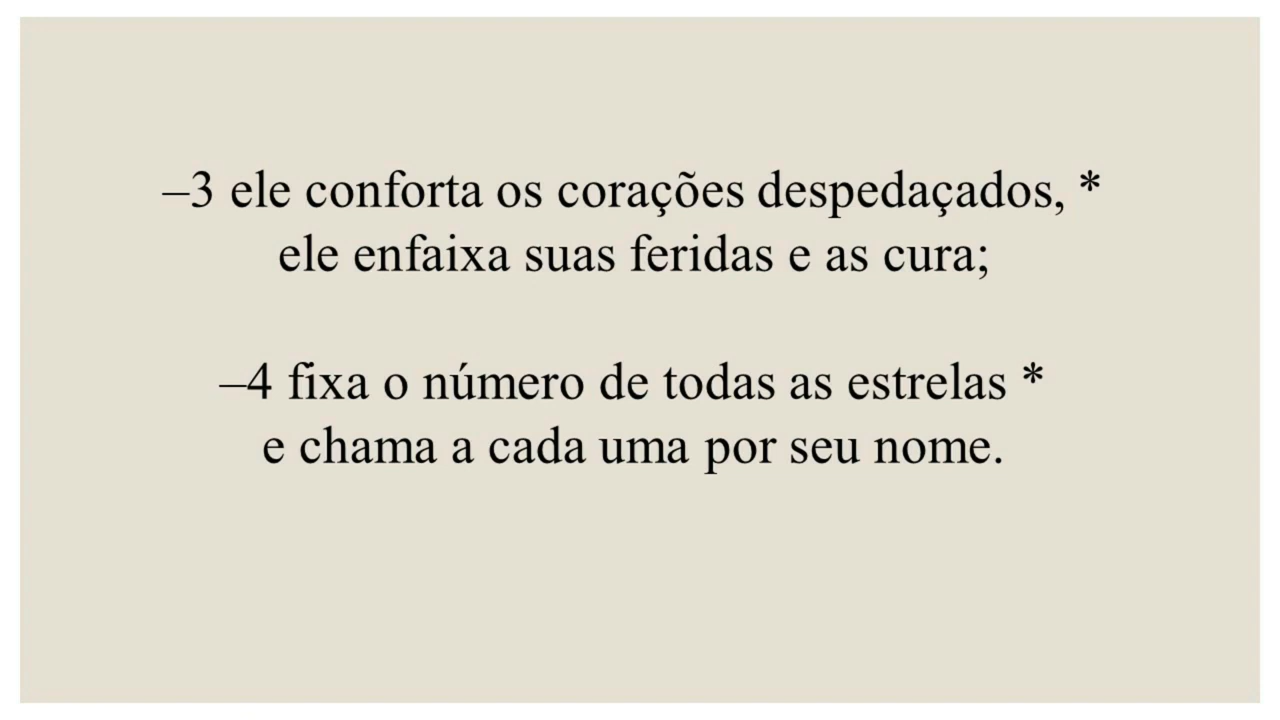 –3 ele conforta os corações despedaçados, *
ele enfaixa suas feridas e as cura;
–4 fixa o número de todas as estrelas *
e chama a cada uma por seu nome.